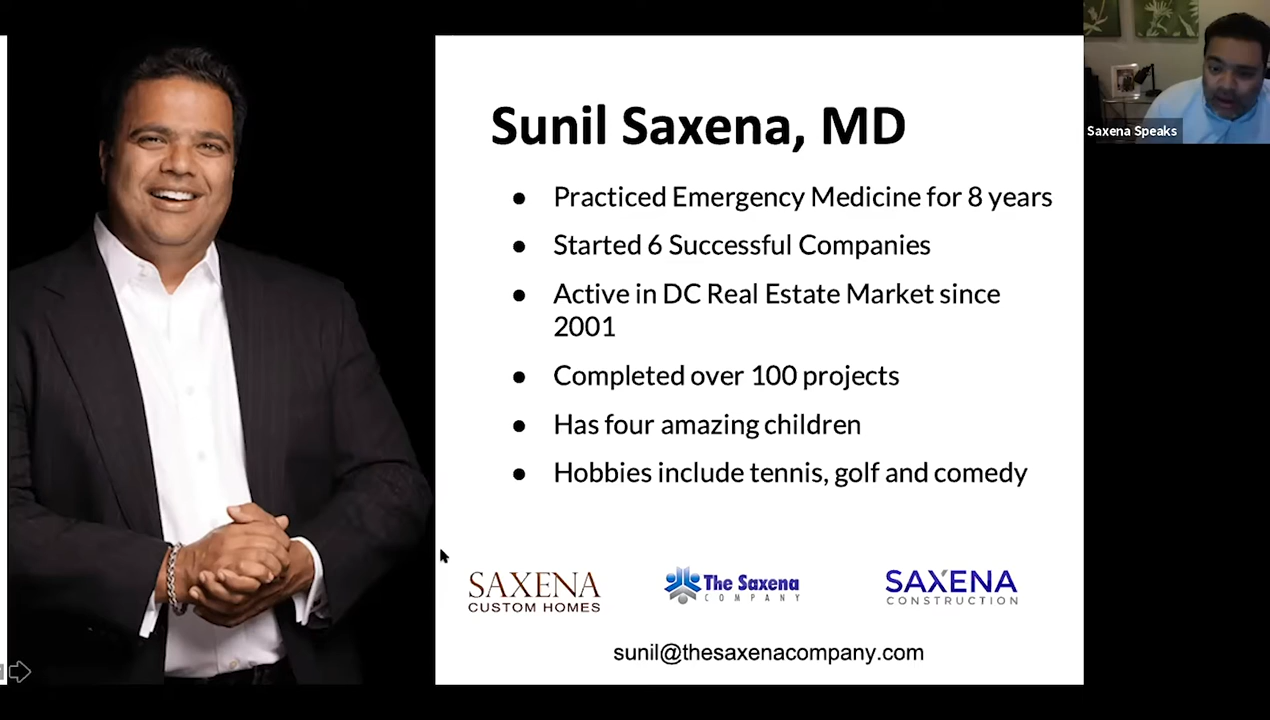 Sunil Saxena, MD
● Practiced Emergency Medicine for 8 years
● Started 6 Successful Companies
● Active in DC Real Estate Market since
2001
● Completed over 100 projects
● Has four amazing children
● Hobbies include tennis, golf and comedy
SAXENA
CUSTOM HOMES
The Saxena
COMPANY
SAXENA
CONSTRUCTION
sunil@thesaxenacompany.com
Saxena Speaks